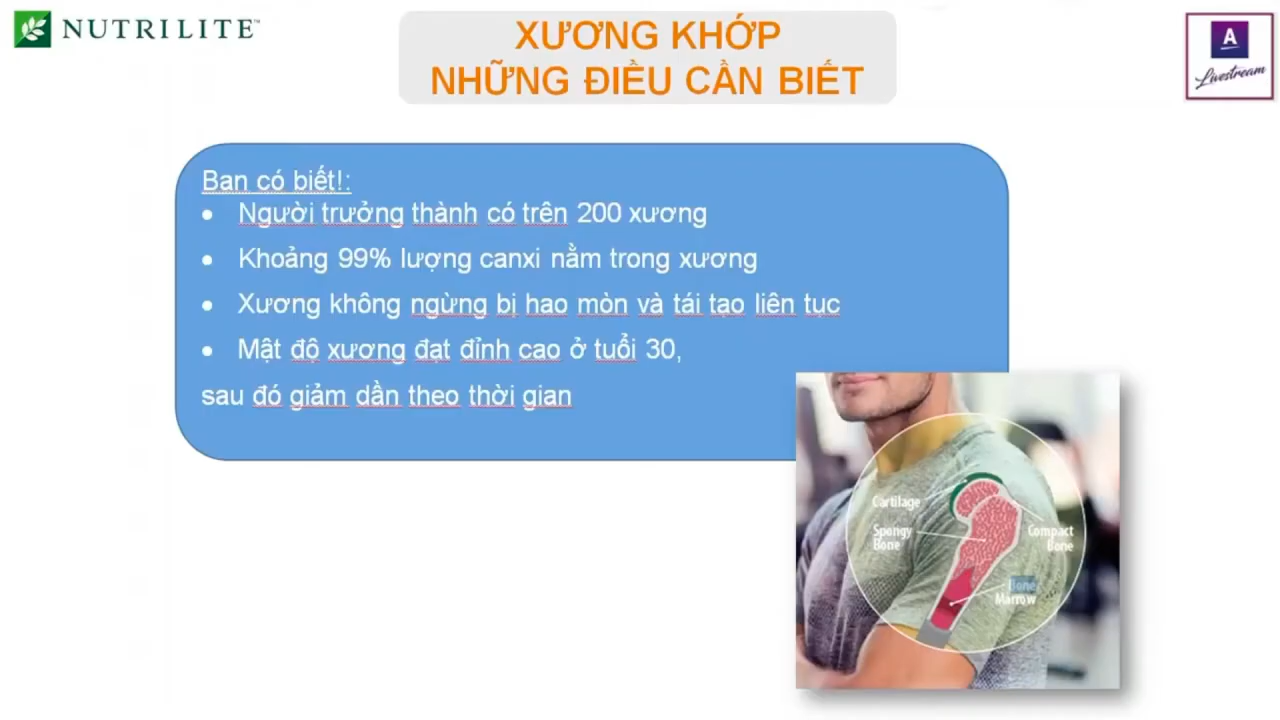 NUTRILITE™
XƯƠNG KHỚP
NHỮNG ĐIỀU CẦN BIẾT
A
Livestream
Bạn có biết!:
• Người trưởng thành có trên 200 xương
• Khoảng 99% lượng canxi nằm trong xương
• Xương không ngừng bị hao mòn và tái tạo liên tục
• Mật độ xương đạt đỉnh cao ở tuổi 30,
sau đó giảm dần theo thời gian
Cartilage
Spongy
Bone
Compact
Bone
Bone
Marrow